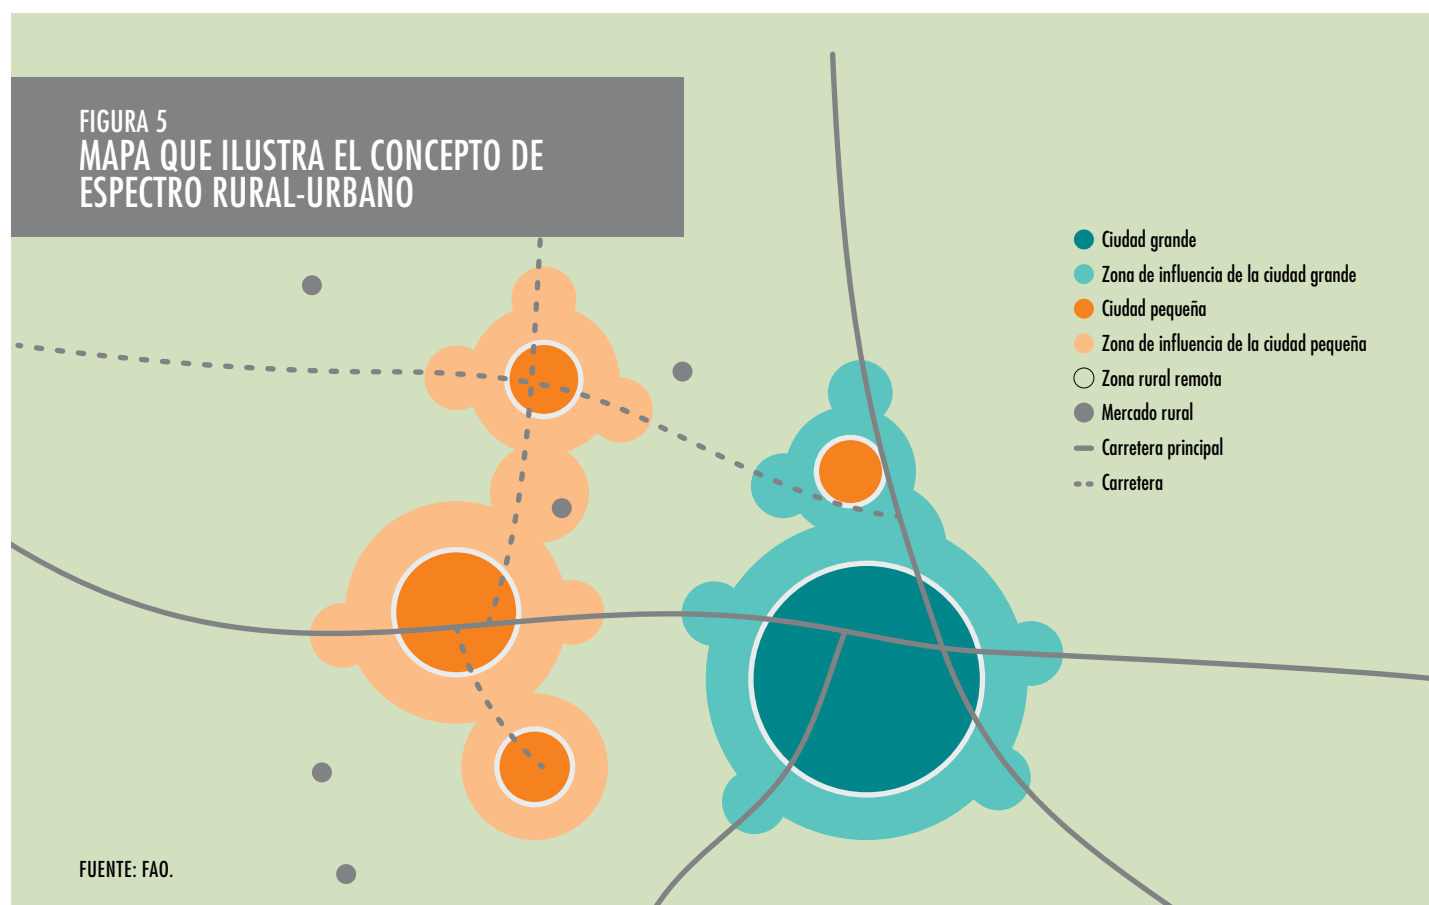 FIGURA 5
MAPA QUE ILUSTRA EL CONCEPTO DE
ESPECTRO RURAL-URBANO
Ciudad grande
Zona de influencia de la ciudad grande
Ciudad pequeña
Zona de influencia de la ciudad pequeña
Zona rural remota
Mercado rural
Carretera principal
Carretera
FUENTE: FAO.